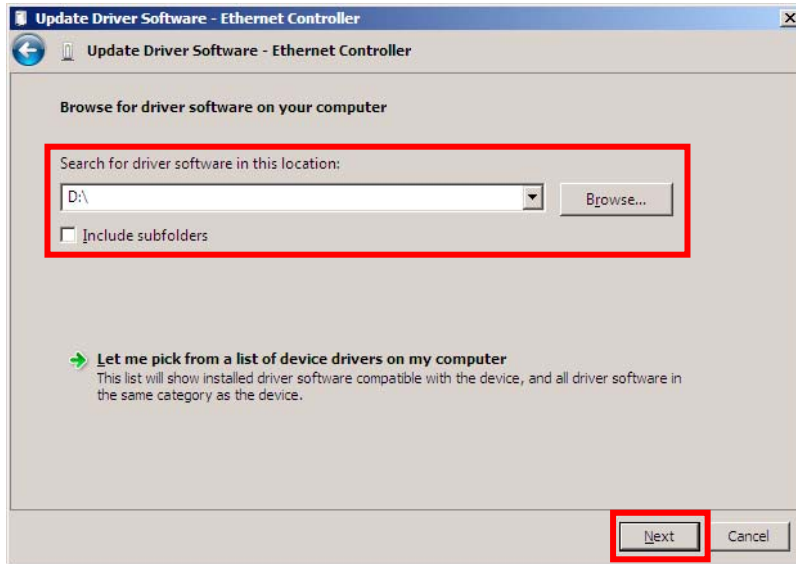 Update Driver Software - Ethernet Controller
Update Driver Software - Ethernet Controller
Browse for driver software on your computer
Search for driver software in this location:
D:\
Browse...
Include subfolders
Let me pick from a list of device drivers on my computer
This list will show installed driver software compatible with the device, and all driver software in
the same category as the device.
Next
Cancel